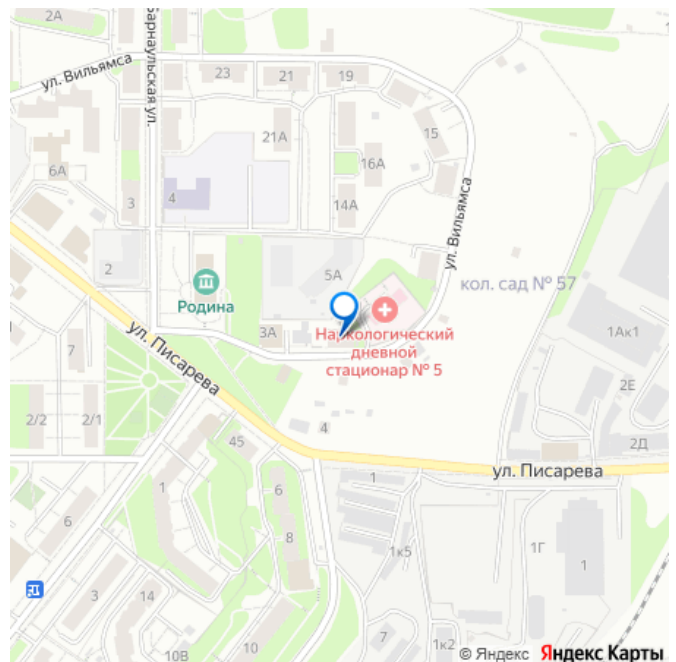 2А
ул. Вильямса
Барнаульская ул.
23
21
19
21А
15
16А
6А
4
3
14А
ул. Вильямса
2
5А
кол. сад № 57
Родина
3А
Наркологический
дневной
стационар № 5
1Ак1
ул. Писарева
7
2Е
2/2
2/1
4
45
2Д
ул. Писарева
1
6
1
6
8
1к5
1Г
1
3
14
10
10В
7
1к2
© Яндекс Яндекс Карты